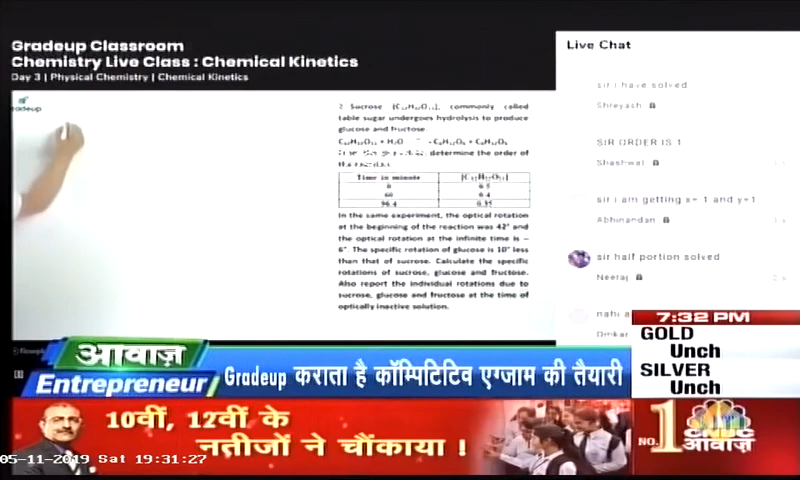 Gradeup Classroom
Chemistry Live Class : Chemical Kinetics
Day 3 | Physical Chemistry | Chemical Kinetics
gradeup
2 Sucrose [C₁₂H₂₂O₁₁], commonly called
table sugar undergoes hydrolysis to produce
glucose and fructose.
C₁₂H₂₂O₁₁ + H₂O → C₆H₁₂O₆ + C₆H₁₂O₆
determine the order of
Time in minute [C₁₂H₂₂O₁₁]
0 0.5
60 0.4
96.4 0.35
In the same experiment, the optical rotation
at the beginning of the reaction was 42° and
the optical rotation at the infinite time is –
6°. The specific rotation of glucose is 10° less
than that of sucrose. Calculate the specific
rotations of sucrose, glucose and fructose.
Also report the individual rotations due to
sucrose, glucose and fructose at the time of
optically inactive solution.
Live Chat
sir i have solved
Shreyash
SIR ORDER IS 1
Shashwat
sir i am getting x= 1 and y=1
Abhinandan
sir half portion solved
Neeraj
nahi a
Omkar
7:32 PM
GOLD
Unch
SILVER
Unch
आवाज़
Entrepreneur
Gradeup कराता है कॉम्पिटिटिव एग्जाम की तैयारी
10वीं, 12वीं के
नतीजों ने चौंकाया !
NO.1
CNBC
आवाज़
05-11-2019 Sat 19:31:27